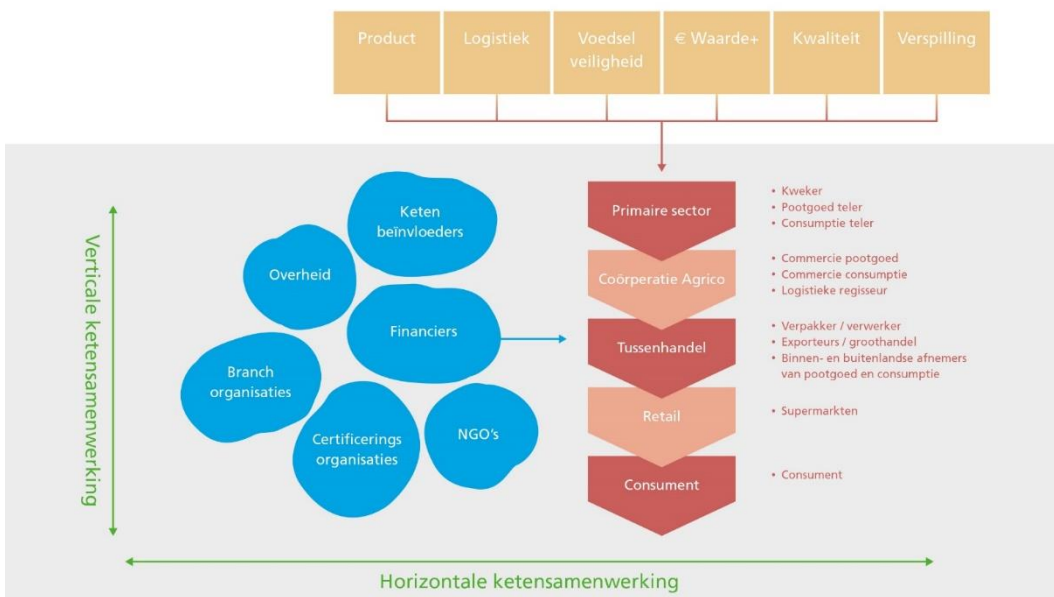 Product
Logistiek
Voedsel
veiligheid
€ Waarde+
Kwaliteit
Verspilling
Verticale ketensamenwerking
Keten
beïnvloeders
Overheid
Financiers
Branch
organisaties
Certificerings
organisaties
NGO's
Primaire sector
• Kweker
• Pootgoed teler
• Consumptie teler
Coörperatie Agrico
• Commercie pootgoed
• Commercie consumptie
• Logistieke regisseur
Tussenhandel
• Verpakker / verwerker
• Exporteurs / groothandel
• Binnen- en buitenlandse afnemers
van pootgoed en consumptie
Retail
• Supermarkten
Consument
• Consument
Horizontale ketensamenwerking